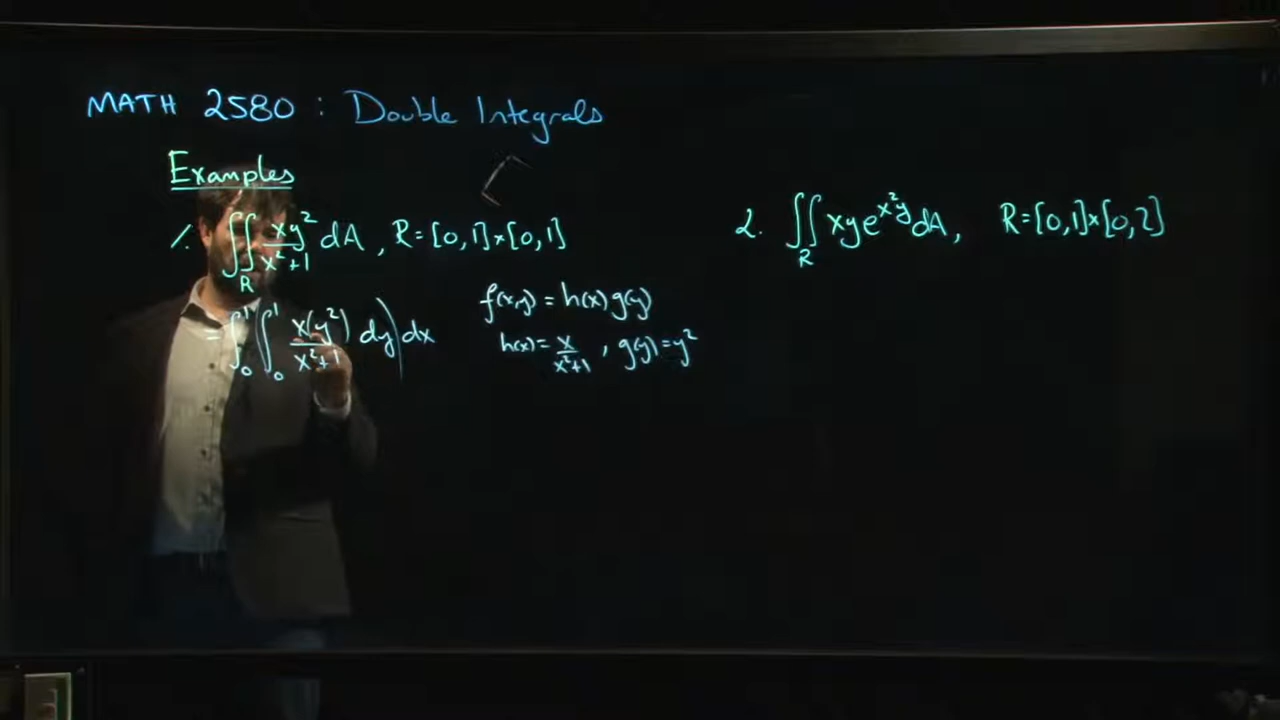 MATH 2580 : Double Integrals
Examples
1. ∬_R xy²/(x²+1) dA , R = [0,1]×[0,1]
= ∫₀¹ (∫₀¹ x(y²)/(x²+1) dy) dx
f(x,y) = h(x) g(y)
h(x) = x/(x²+1) , g(y) = y²
2. ∬_R xy e^{x²y} dA, R = [0,1]×[0,2]